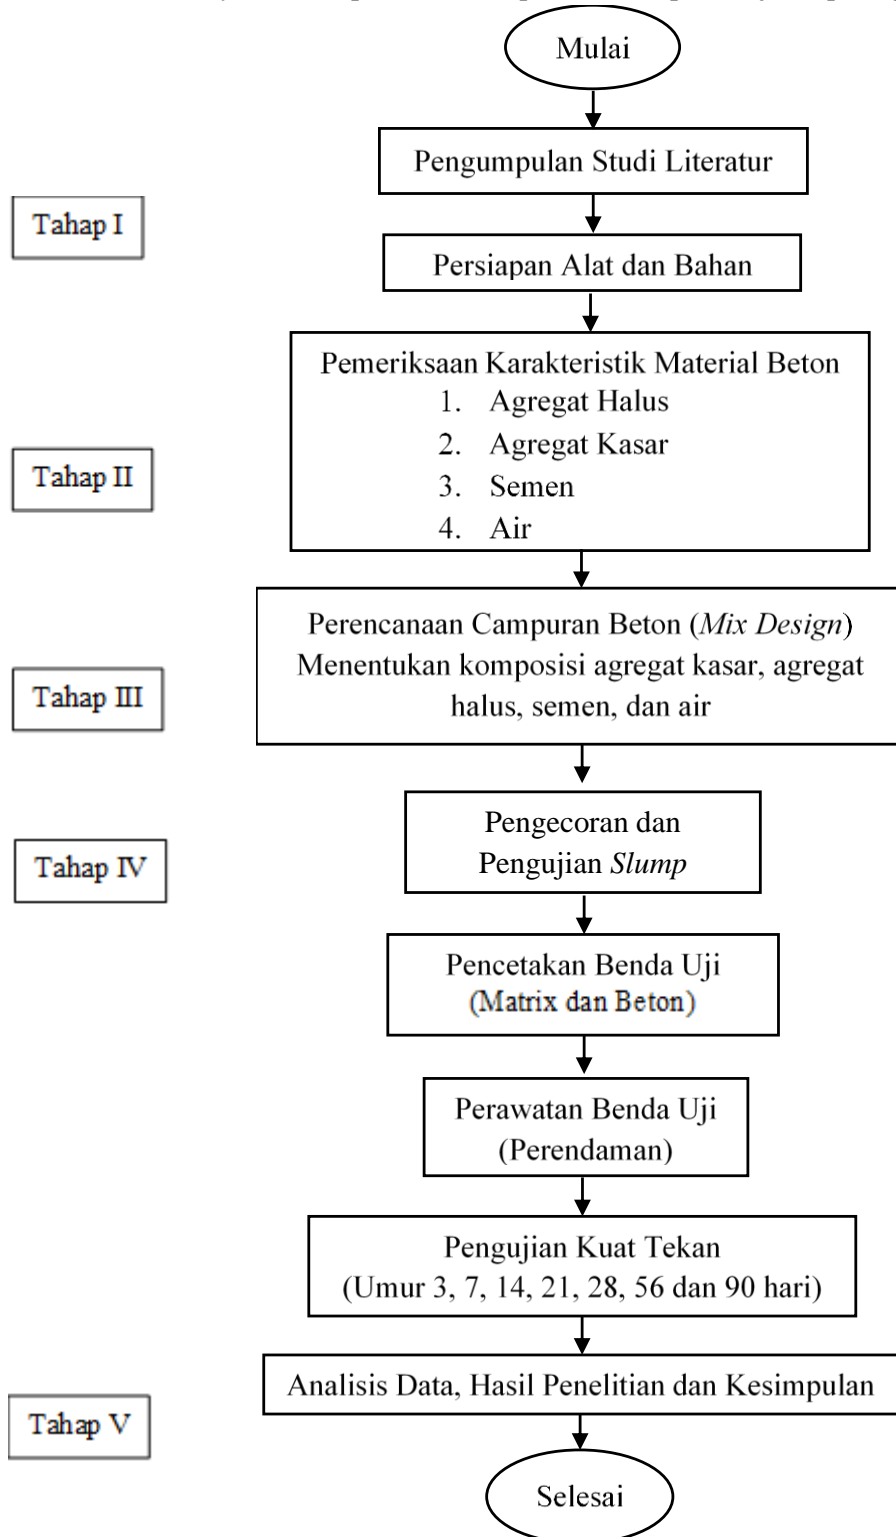 Mulai
Pengumpulan Studi Literatur
Tahap I
Persiapan Alat dan Bahan
Pemeriksaan Karakteristik Material Beton
1. Agregat Halus
2. Agregat Kasar
Tahap II
3. Semen
4. Air
Perencanaan Campuran Beton (Mix Design)
Menentukan komposisi agregat kasar, agregat
Tahap III
halus, semen, dan air
Pengecoran dan
Pengujian Slump
Tahap IV
Pencetakan Benda Uji
(Matrix dan Beton)
Perawatan Benda Uji
(Perendaman)
Pengujian Kuat Tekan
(Umur 3, 7, 14, 21, 28, 56 dan 90 hari)
Analisis Data, Hasil Penelitian dan Kesimpulan
Tahap V
Selesai